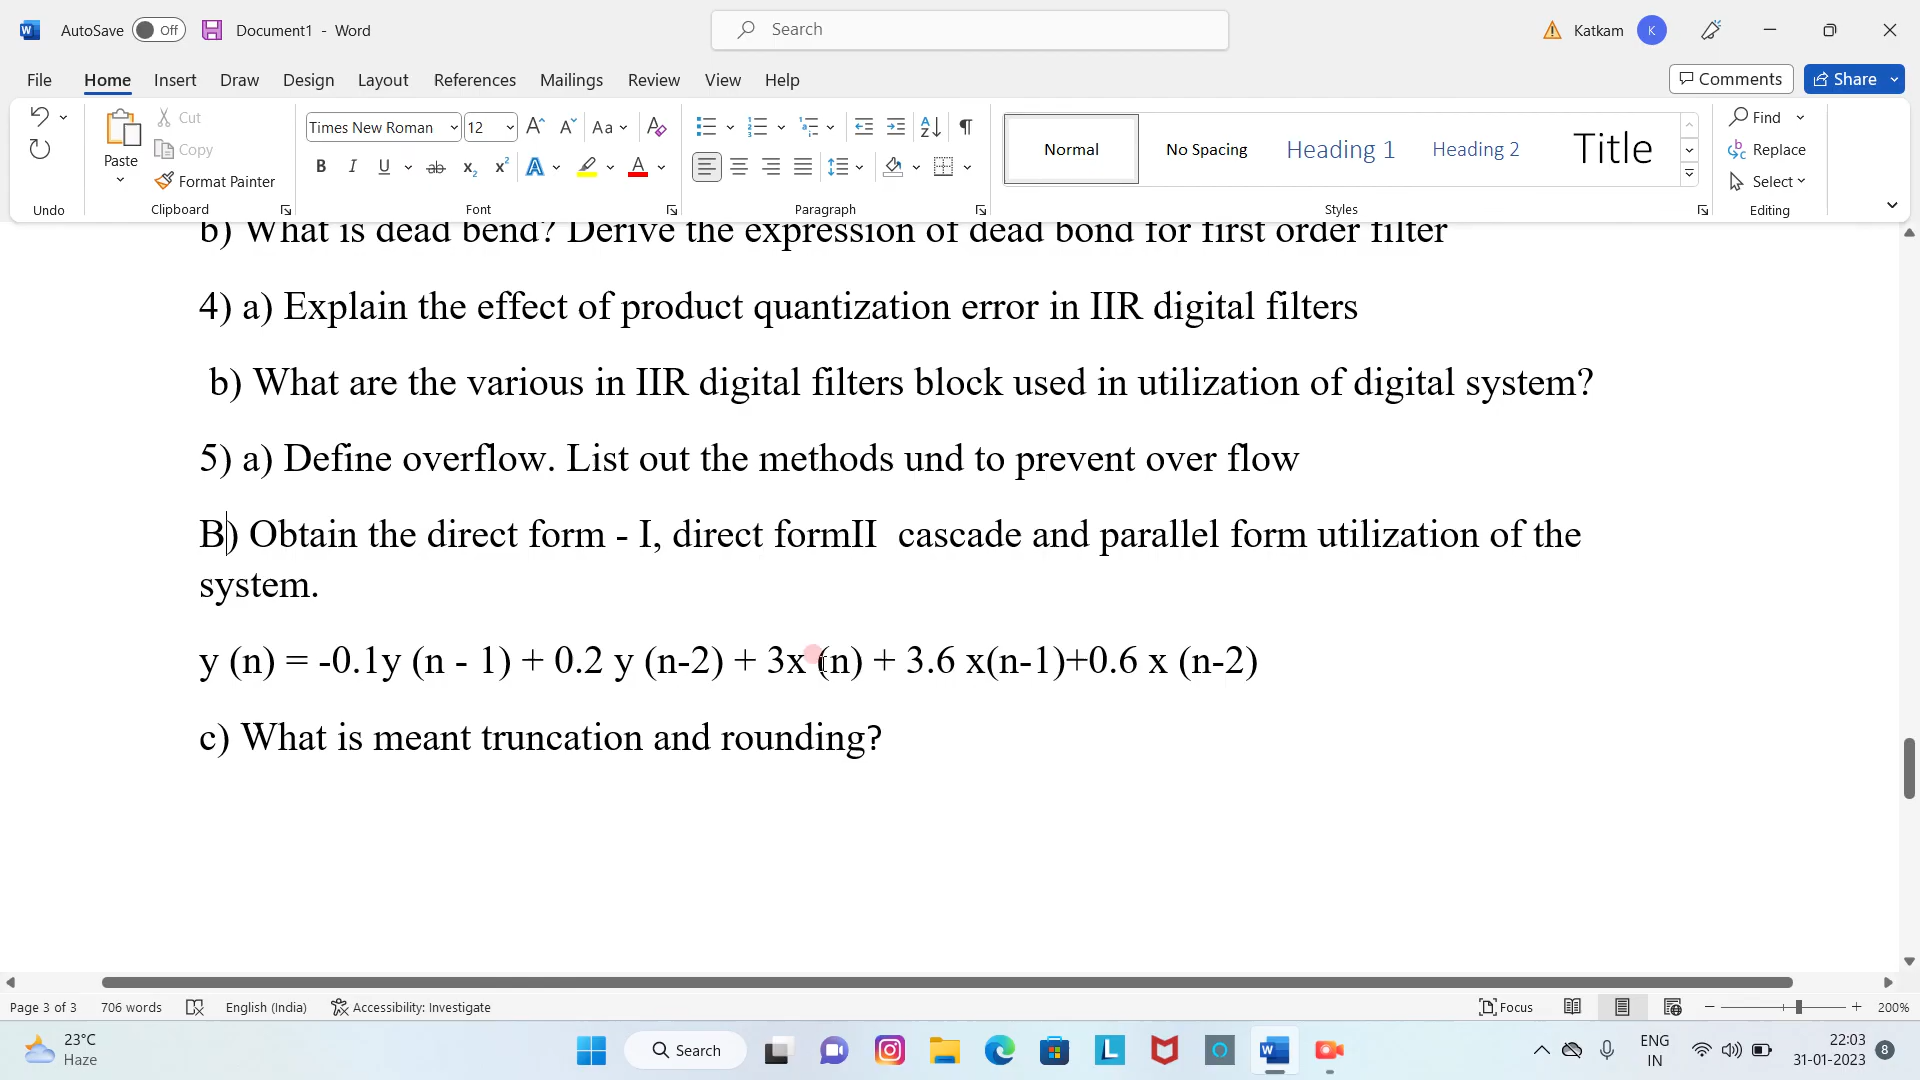 AutoSave Off Document1 - Word Search Katkam K
File Home Insert Draw Design Layout References Mailings Review View Help Comments Share
Paste Cut Copy Format Painter
Times New Roman 12 Aa
Normal No Spacing Heading 1 Heading 2 Title
Find Replace Select
Undo Clipboard Font Paragraph Styles Editing
b) What is dead bend? Derive the expression of dead bond for first order filter
4) a) Explain the effect of product quantization error in IIR digital filters
b) What are the various in IIR digital filters block used in utilization of digital system?
5) a) Define overflow. List out the methods und to prevent over flow
B) Obtain the direct form - I, direct formII cascade and parallel form utilization of the
system.
y (n) = -0.1y (n - 1) + 0.2 y (n-2) + 3x (n) + 3.6 x(n-1)+0.6 x (n-2)
c) What is meant truncation and rounding?
Page 3 of 3 706 words English (India) Accessibility: Investigate Focus 200%
23°C
Haze
Search
ENG
IN
22:03
31-01-2023
8